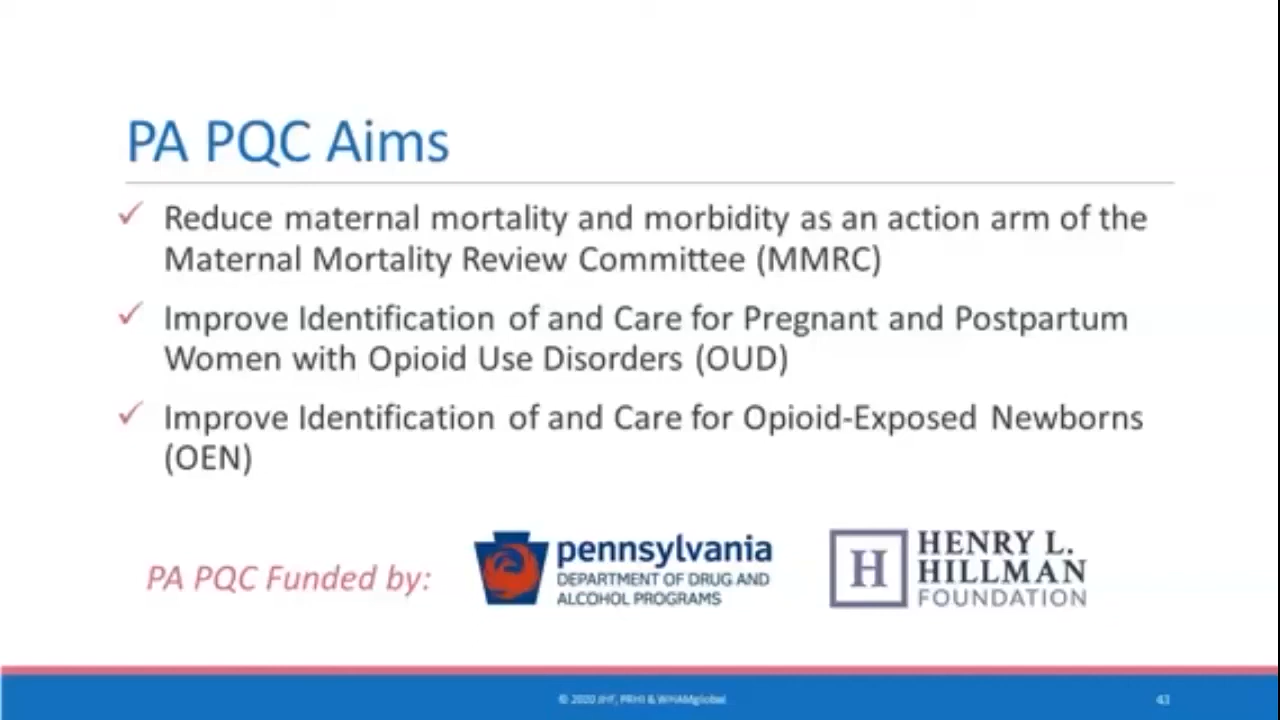 PA PQC Aims
✓ Reduce maternal mortality and morbidity as an action arm of the
Maternal Mortality Review Committee (MMRC)
✓ Improve Identification of and Care for Pregnant and Postpartum
Women with Opioid Use Disorders (OUD)
✓ Improve Identification of and Care for Opioid-Exposed Newborns
(OEN)
PA PQC Funded by:
pennsylvania
DEPARTMENT OF DRUG AND
ALCOHOL PROGRAMS
H
HENRY L.
HILLMAN
FOUNDATION
© 2020 JHF, PRHI & WHAMglobal
43